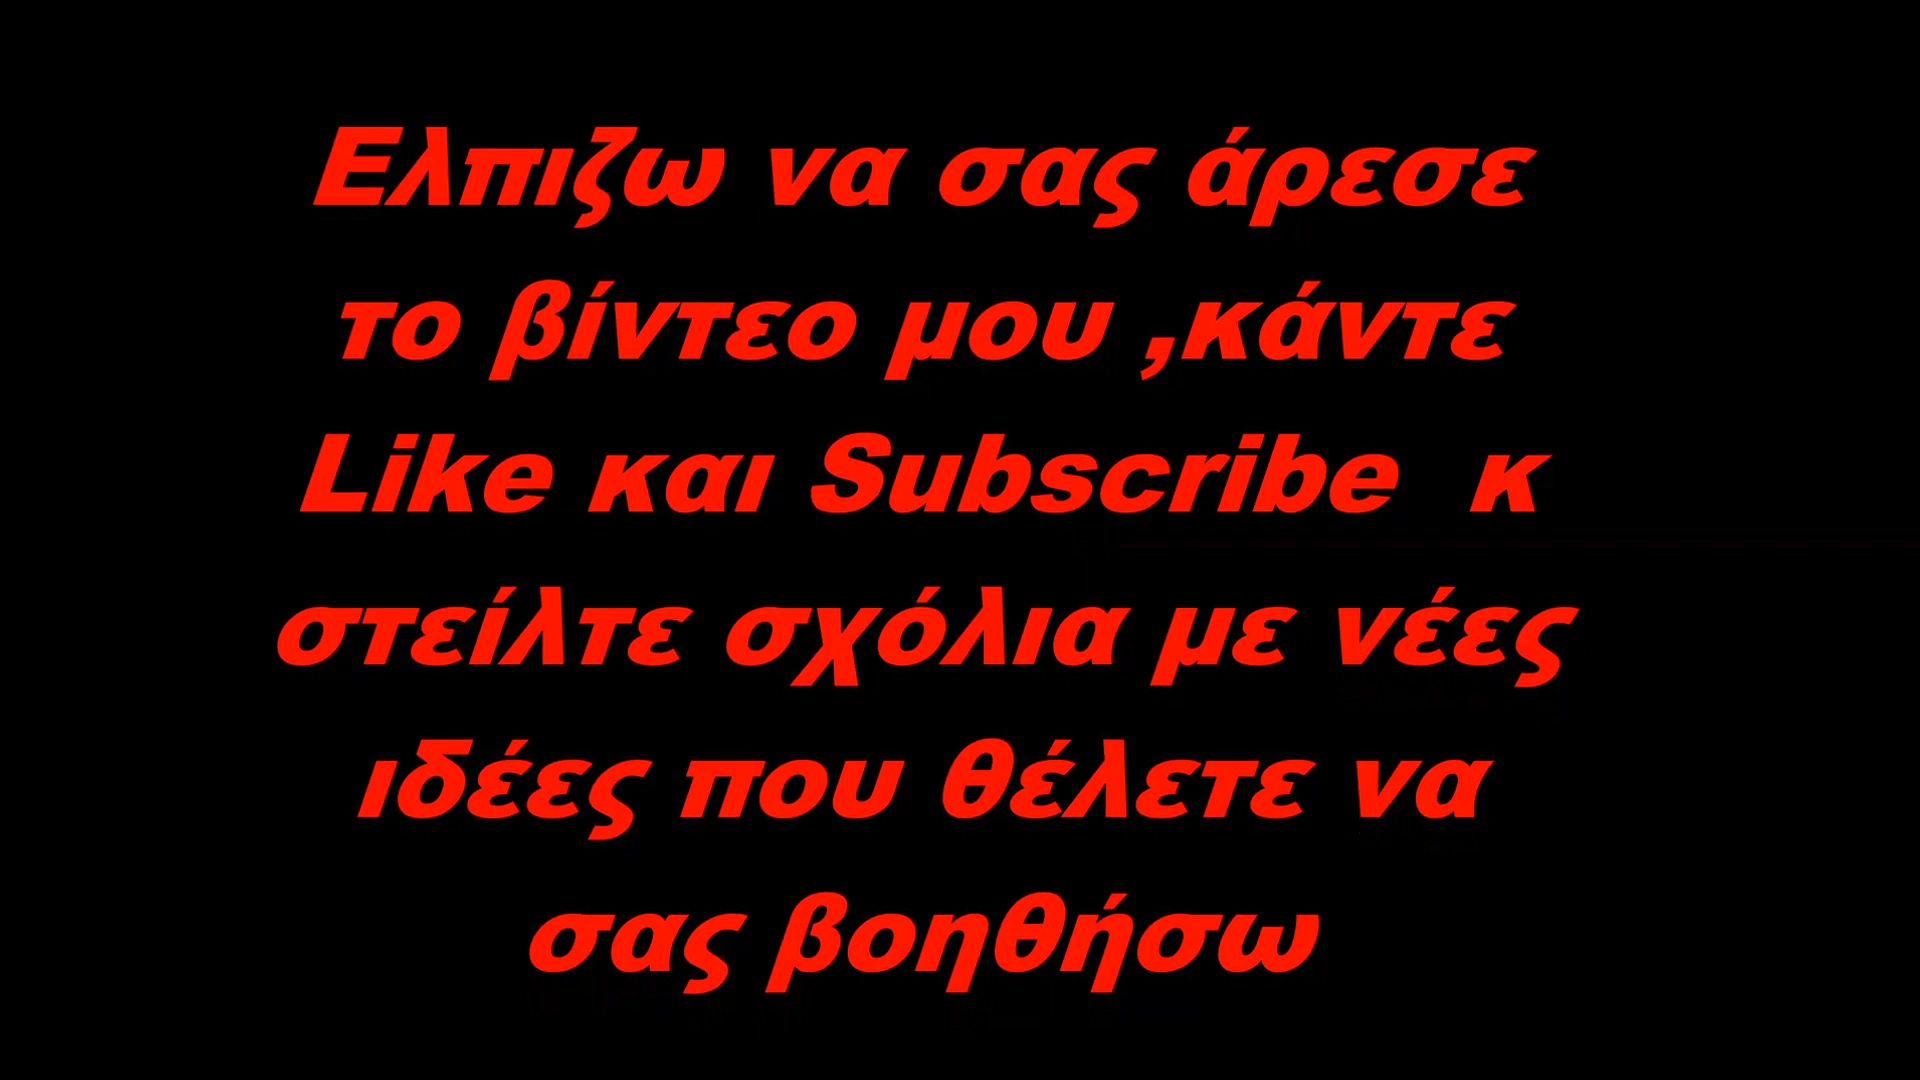 Ελπιζω να σας άρεσε
το βίντεο μου ,κάντε
Like και Subscribe κ
στείλτε σχόλια με νέες
ιδέες που θέλετε να
σας βοηθήσω